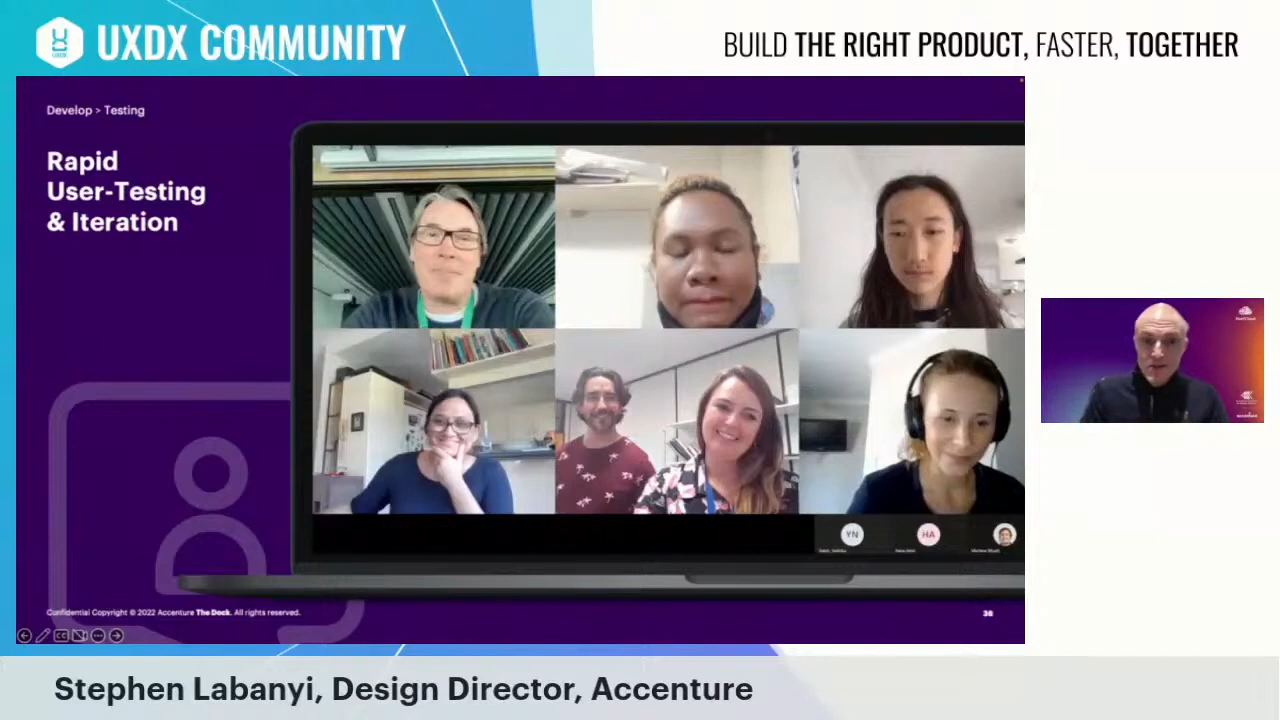 UXDX COMMUNITY
BUILD THE RIGHT PRODUCT, FASTER, TOGETHER
Develop > Testing
Rapid
User-Testing
& Iteration
YN
HA
Confidential Copyright © 2022 Accenture The Dock. All rights reserved.
Stephen Labanyi, Design Director, Accenture